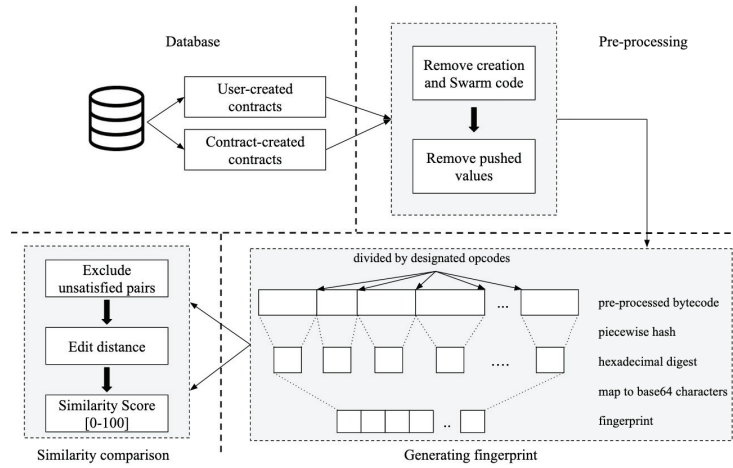 Database
User-created
contracts
Contract-created
contracts
Pre-processing
Remove creation
and Swarm code
Remove pushed
values
Exclude
unsatisfied pairs
Edit distance
Similarity Score
[0-100]
Similarity comparison
divided by designated opcodes
...
pre-processed bytecode
piecewise hash
....
hexadecimal digest
map to base64 characters
..
fingerprint
Generating fingerprint